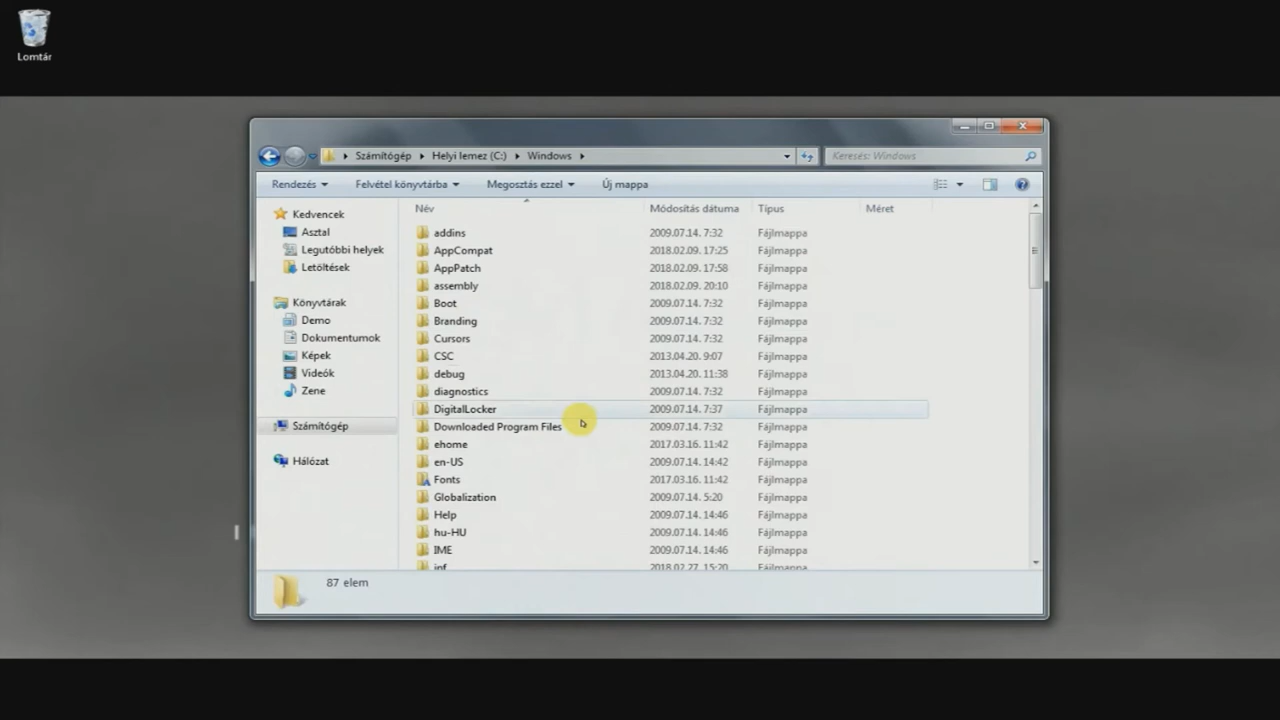 Lomtár
Számítógép Helyi lemez (C:) Windows
Keresés: Windows
Rendezés Felvétel könyvtárba Megosztás ezzel Új mappa
Kedvencek
Asztal
Legutóbbi helyek
Letöltések
Könyvtárak
Demo
Dokumentumok
Képek
Videók
Zene
Számítógép
Hálózat
Név Módosítás dátuma Típus Méret
addins 2009.07.14. 7:32 Fájlmappa
AppCompat 2018.02.09. 17:25 Fájlmappa
AppPatch 2018.02.09. 17:58 Fájlmappa
assembly 2018.02.09. 20:10 Fájlmappa
Boot 2009.07.14. 7:32 Fájlmappa
Branding 2009.07.14. 7:32 Fájlmappa
Cursors 2009.07.14. 7:32 Fájlmappa
CSC 2013.04.20. 9:07 Fájlmappa
debug 2013.04.20. 11:38 Fájlmappa
diagnostics 2009.07.14. 7:32 Fájlmappa
DigitalLocker 2009.07.14. 7:37 Fájlmappa
Downloaded Program Files 2009.07.14. 7:32 Fájlmappa
ehome 2017.03.16. 11:42 Fájlmappa
en-US 2009.07.14. 14:42 Fájlmappa
Fonts 2017.03.16. 11:42 Fájlmappa
Globalization 2009.07.14. 5:20 Fájlmappa
Help 2009.07.14. 14:46 Fájlmappa
hu-HU 2009.07.14. 14:46 Fájlmappa
IME 2009.07.14. 14:46 Fájlmappa
inf 2018.02.27. 15:20 Fájlmappa
87 elem